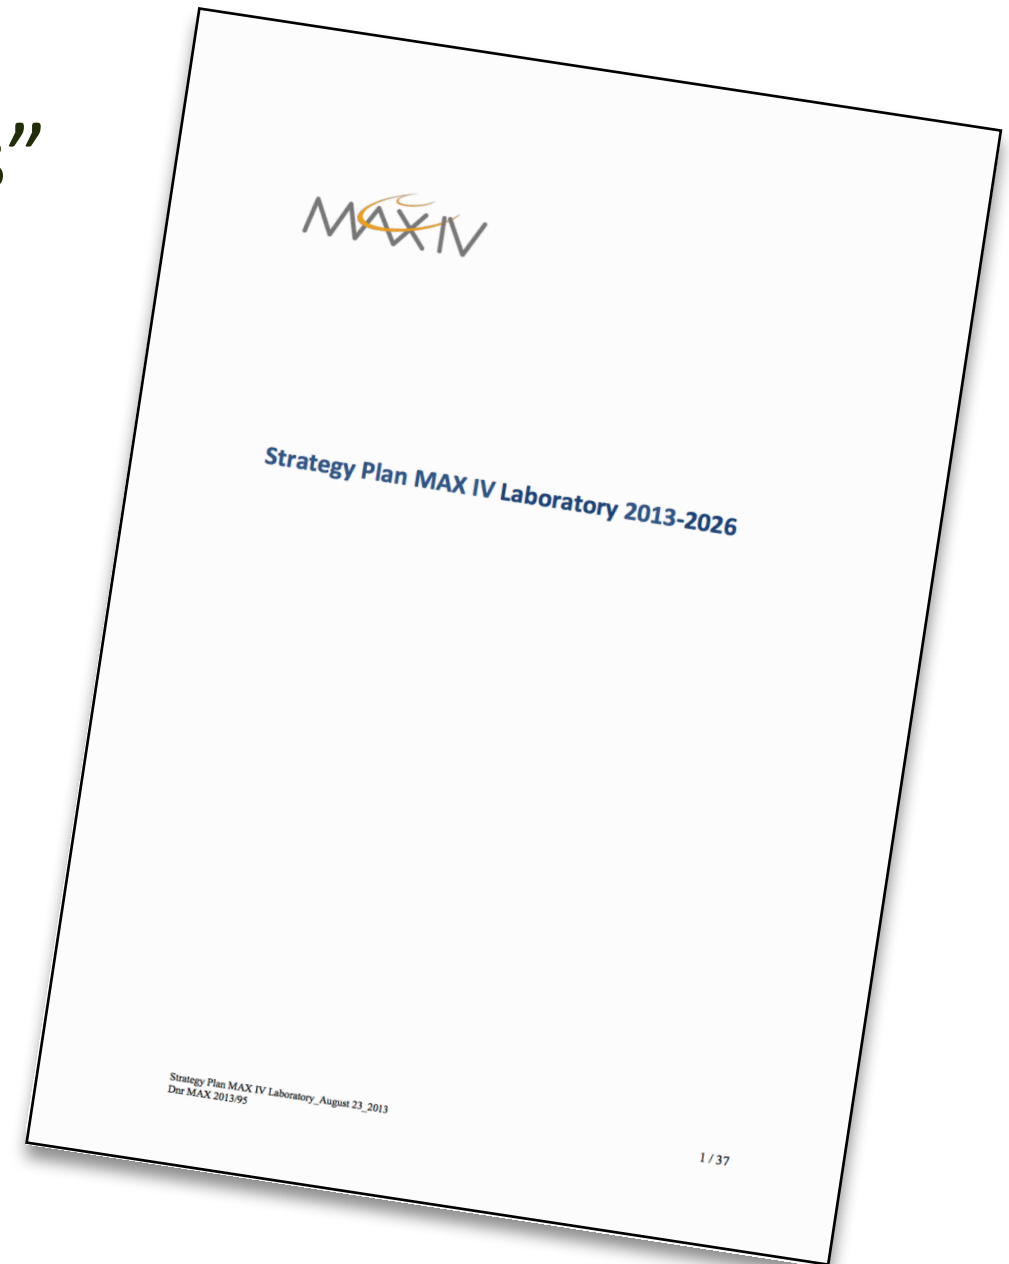 s”
MAX IV
Strategy Plan MAX IV Laboratory 2013-2026
Strategy Plan MAX IV Laboratory_August 23_2013
Dnr MAX 2013/95
1 / 37